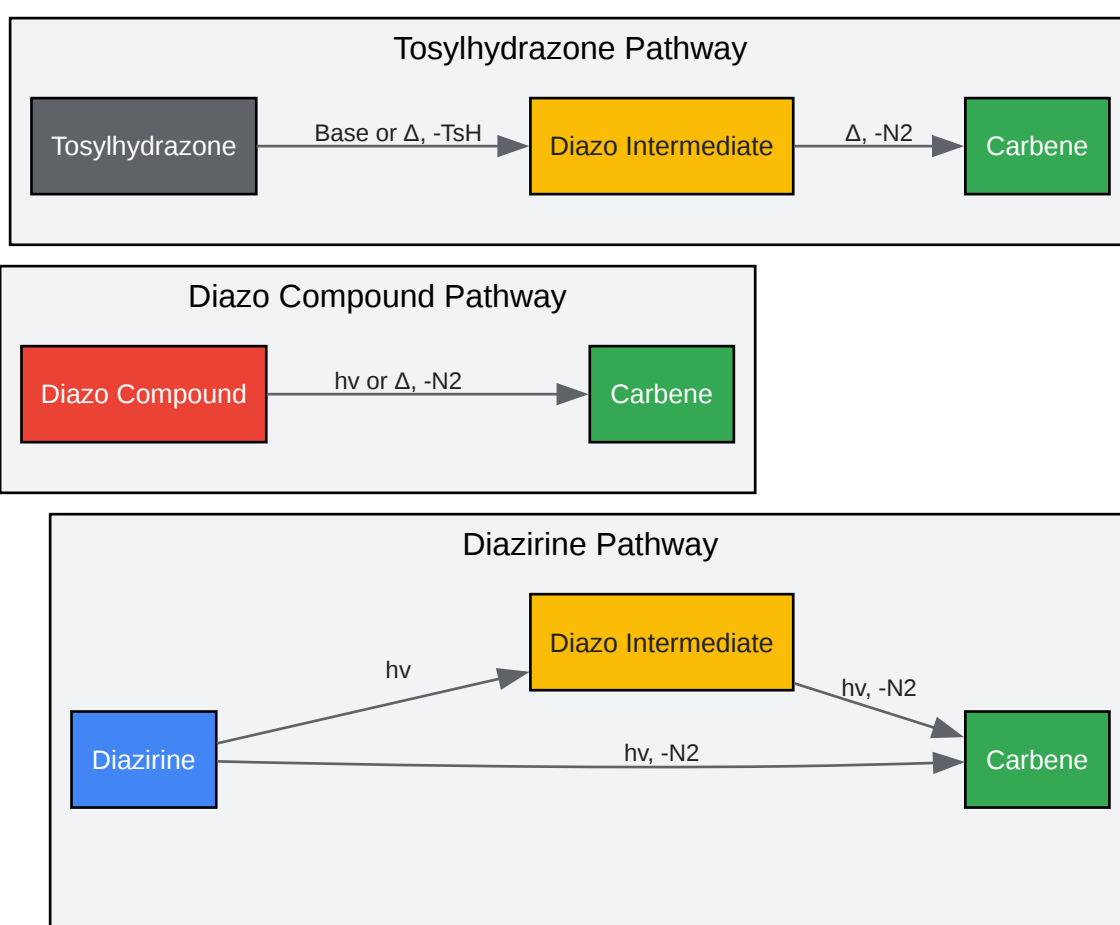 Tosylhydrazone Pathway
Tosylhydrazone
Base or Δ, -TsH
Diazo Intermediate
Δ, -N2
Carbene
Diazo Compound Pathway
Diazo Compound
hv or Δ, -N2
Carbene
Diazirine Pathway
Diazo Intermediate
hv
hv, -N2
Diazirine
hv, -N2
Carbene